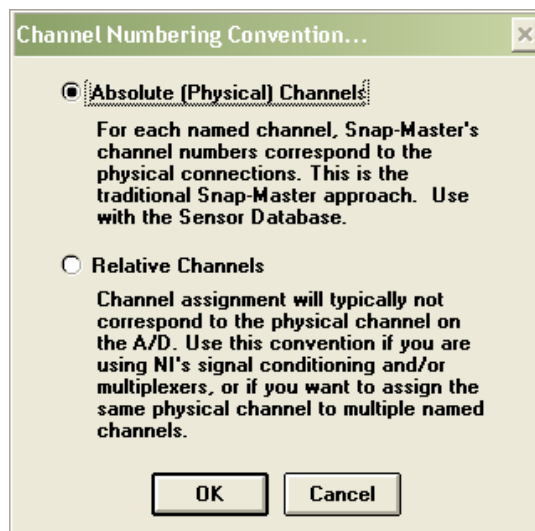 Channel Numbering Convention...
Absolute (Physical) Channels
For each named channel, Snap-Master's
channel numbers correspond to the
physical connections. This is the
traditional Snap-Master approach.  Use
with the Sensor Database.
Relative Channels
Channel assignment will typically not
correspond to the physical channel on
the A/D. Use this convention if you are
using NI's signal conditioning and/or
multiplexers, or if you want to assign the
same physical channel to multiple named
channels.
OK
Cancel